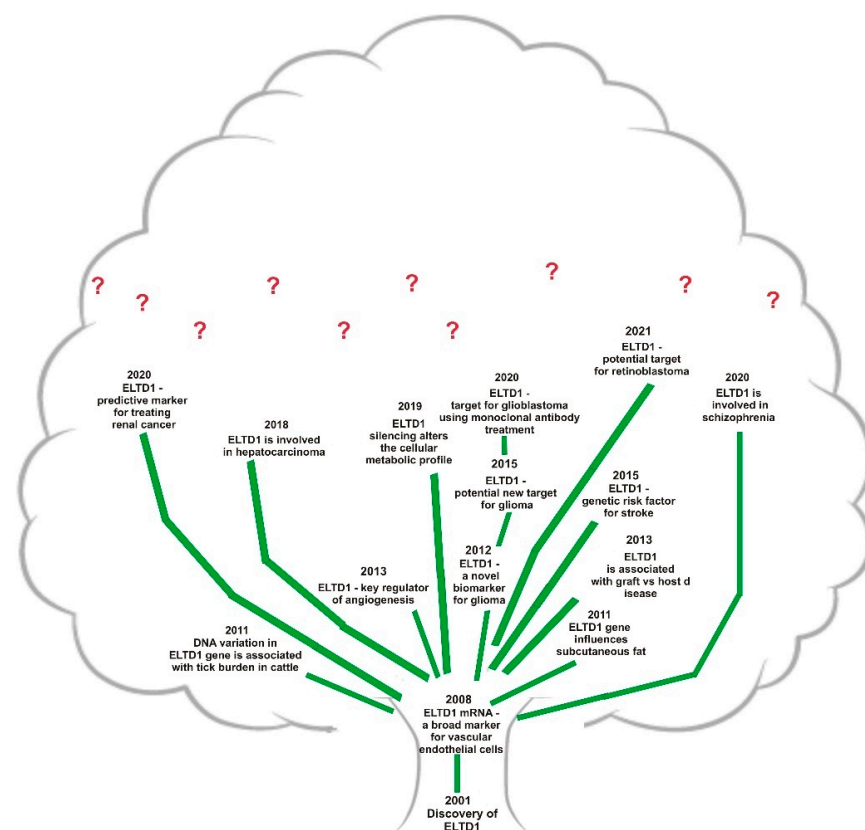 ?
?
?
?
?
?
?
?
?
?
2021
ELTD1 -
potential target
for retinoblastoma
2020
ELTD1 -
predictive marker
for treating
renal cancer
2018
ELTD1 is involved
in hepatocarcinoma
2019
ELTD1
silencing alters
the cellular
metabolic profile
2020
ELTD1 -
target for glioblastoma
using monoclonal antibody
treatment
2020
ELTD1 is
involved in
schizophrenia
2015
ELTD1 -
potential new target
for glioma
2015
ELTD1 -
genetic risk factor
for stroke
2013
ELTD1 - key regulator
of angiogenesis
2012
ELTD1 -
a novel
biomarker
for glioma
2013
ELTD1
is associated
with graft vs host d
isease
2011
DNA variation in
ELTD1 gene is associated
with tick burden in cattle
2011
ELTD1 gene
influences
subcutaneous fat
2008
ELTD1 mRNA -
a broad marker
for vascular
endothelial cells
2001
Discovery of
ELTD1